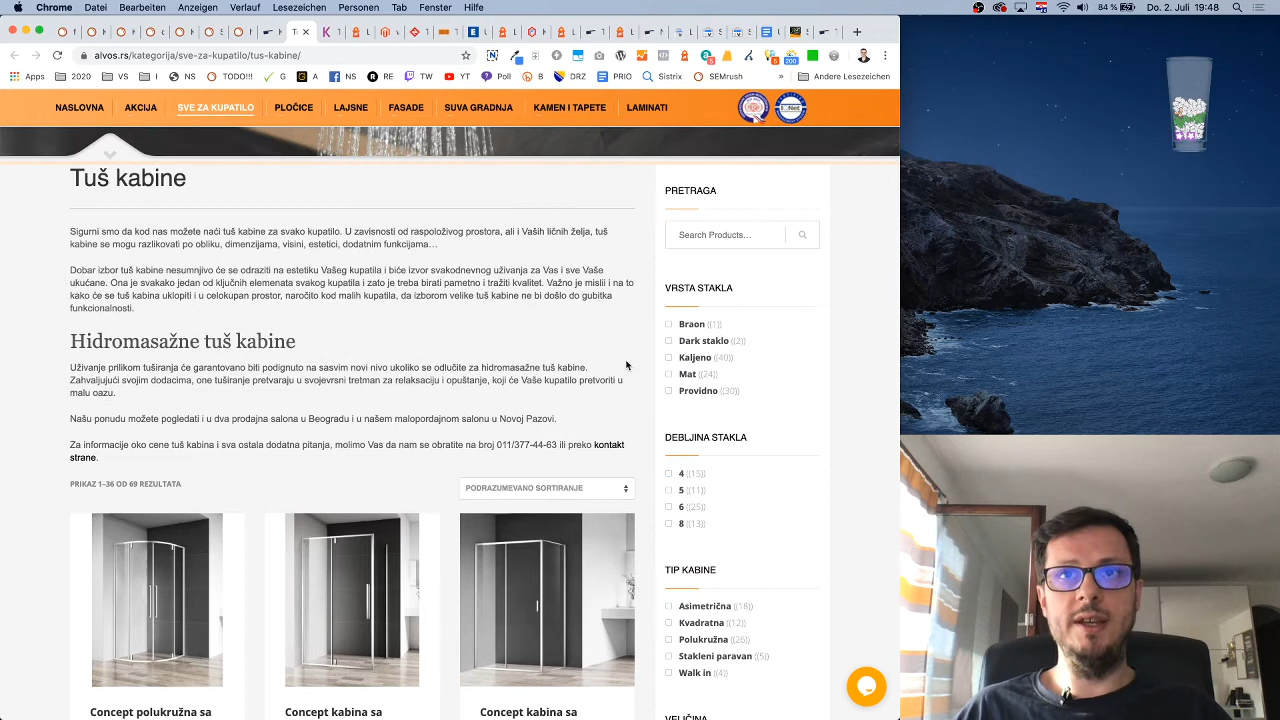 Chrome Datei Bearbeiten Anzeigen Verlauf Lesezeichen Personen Tab Fenster Hilfe
84 % Do. 2. Juli 19:48
alvos.rs/kategorija/sve-za-kupatilo/tus-kabine/
Apps 2020 VS I NS TODO!!! G A NS RE TW YT Poll B DRZ PRIO Sistrix SEMrush » Andere Lesezeichen
NASLOVNA AKCIJA SVE ZA KUPATILO PLOČICE LAJSNE FASADE SUVA GRADNJA KAMEN I TAPETE LAMINATI
Tuš kabine
Sigurni smo da kod nas možete naći tuš kabine za svako kupatilo. U zavisnosti od raspoloživog prostora, ali i Vaših ličnih želja, tuš
kabine se mogu razlikovati po obliku, dimenzijama, visini, estetici, dodatnim funkcijama…
Dobar izbor tuš kabine nesumnjivo će se odraziti na estetiku Vašeg kupatila i biće izvor svakodnevnog uživanja za Vas i sve Vaše
ukućane. Ona je svakako jedan od ključnih elemenata svakog kupatila i zato je treba birati pametno i tražiti kvalitet. Važno je misli i na to
kako će se tuš kabina uklopiti i u celokupan prostor, naročito kod malih kupatila, da izborom velike tuš kabine ne bi došlo do gubitka
funkcionalnosti.
Hidromasažne tuš kabine
Uživanje prilikom tuširanja će garantovano biti podignuto na sasvim novi nivo ukoliko se odlučite za hidromasažne tuš kabine.
Zahvaljujući svojim dodacima, one tuširanje pretvaraju u svojevrsni tretman za relaksaciju i opuštanje, koji će Vaše kupatilo pretvoriti u
malu oazu.
Našu ponudu možete pogledati i u dva prodajna salona u Beogradu i u našem malopordajnom salonu u Novoj Pazovi.
Za informacije oko cene tuš kabina i sva ostala dodatna pitanja, molimo Vas da nam se obratite na broj 011/377-44-63 ili preko kontakt
strane.
PRIKAZ 1–36 OD 69 REZULTATA
PODRAZUMEVANO SORTIRANJE
Concept polukružna sa
Concept kabina sa
Concept kabina sa
PRETRAGA
Search Products…
VRSTA STAKLA
Braon ((1))
Dark staklo ((2))
Kaljeno ((40))
Mat ((24))
Providno ((30))
DEBLJINA STAKLA
4 ((15))
5 ((11))
6 ((25))
8 ((13))
TIP KABINE
Asimetrična ((18))
Kvadratna ((12))
Polukružna ((26))
Stakleni paravan ((5))
Walk in ((4))
VELIČINA